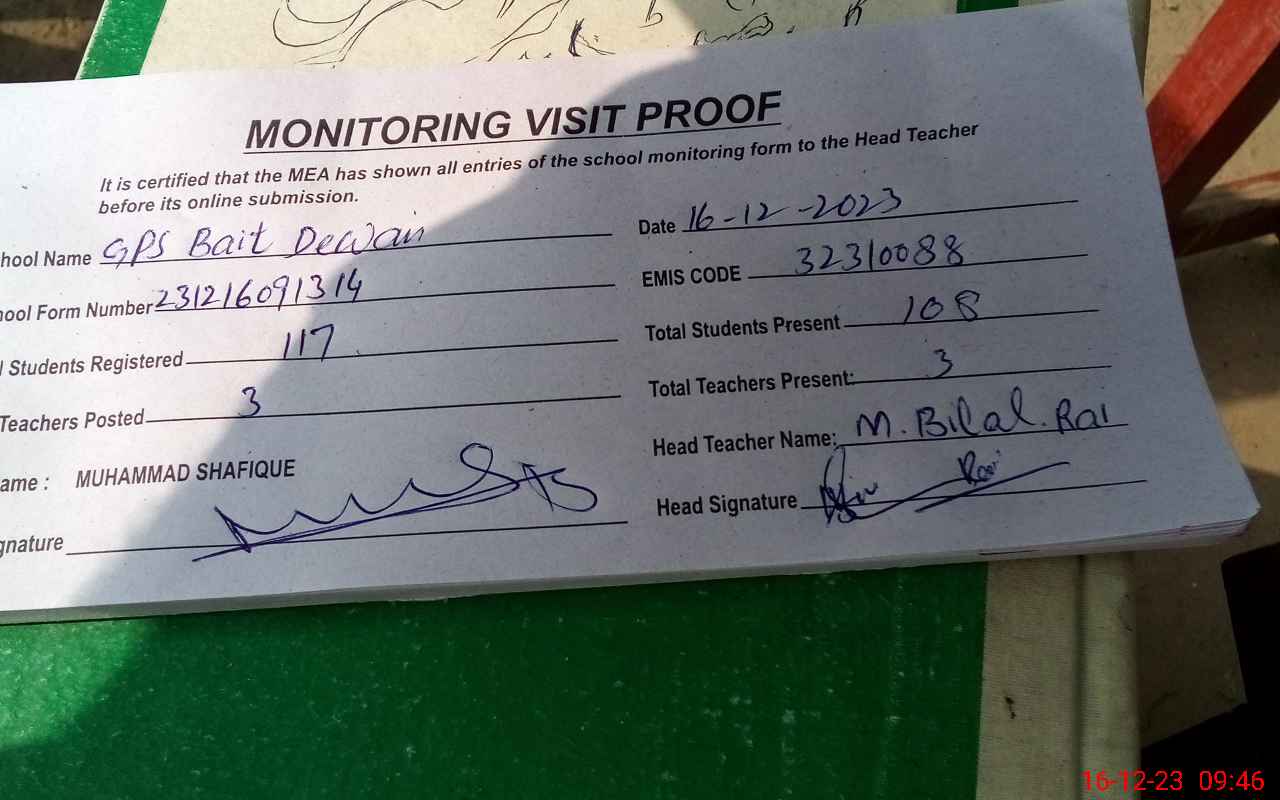 MONITORING VISIT PROOF
It is certified that the MEA has shown all entries of the school monitoring form to the Head Teacher
before its online submission.
hool Name GPS Bait Dewan
Date 16-12-2023
hool Form Number 231216091314
EMIS CODE 32310088
l Students Registered 117
Total Students Present 108
Teachers Posted 3
Total Teachers Present: 3
ame : MUHAMMAD SHAFIQUE
Head Teacher Name: M. Bilal. Rai
gnature
Head Signature
16-12-23 09:46